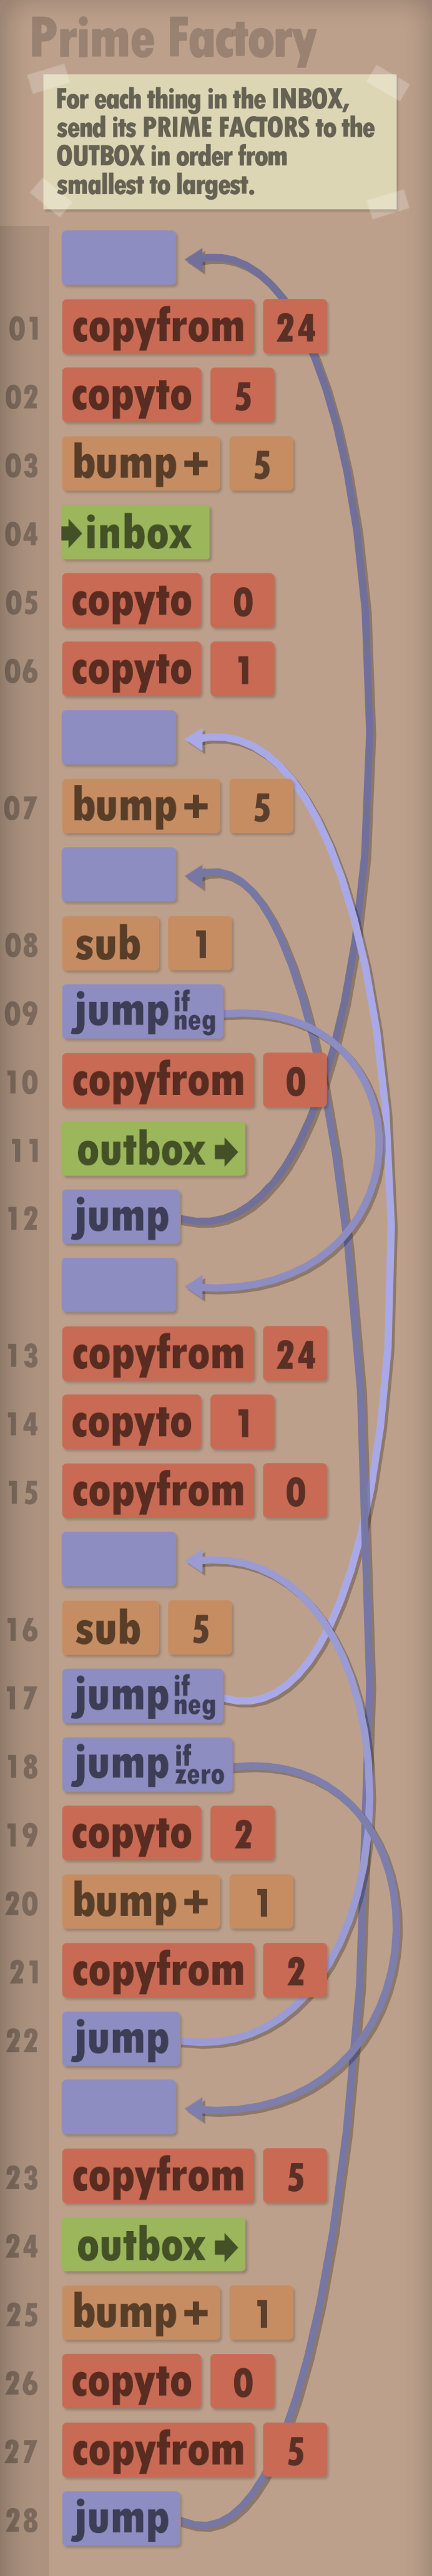 Prime Factory
For each thing in the INBOX,
send its PRIME FACTORS to the
OUTBOX in order from
smallest to largest.
01 copyfrom 24
02 copyto 5
03 bump+ 5
04 inbox
05 copyto 0
06 copyto 1
07 bump+ 5
08 sub 1
09 jump if neg
10 copyfrom 0
11 outbox
12 jump
13 copyfrom 24
14 copyto 1
15 copyfrom 0
16 sub 5
17 jump if neg
18 jump if zero
19 copyto 2
20 bump+ 1
21 copyfrom 2
22 jump
23 copyfrom 5
24 outbox
25 bump+ 1
26 copyto 0
27 copyfrom 5
28 jump